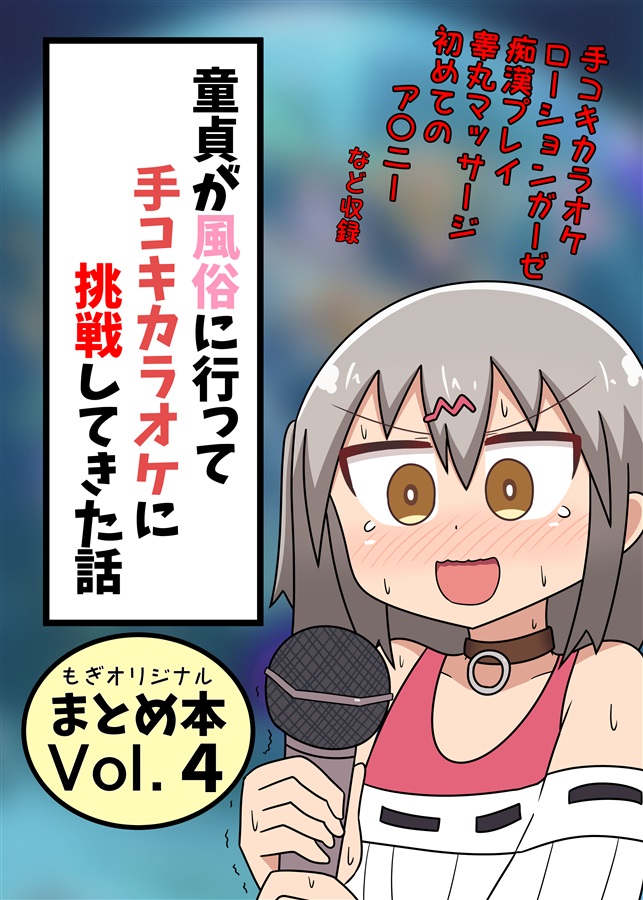 手コキカラオケ
ローションガーゼ
痴漢プレイ
睾丸マッサージ
初めての
ア〇ニー
など収録
童貞が風俗に行って
手コキカラオケに
挑戦してきた話
もぎオリジナル
まとめ本
Vol.4